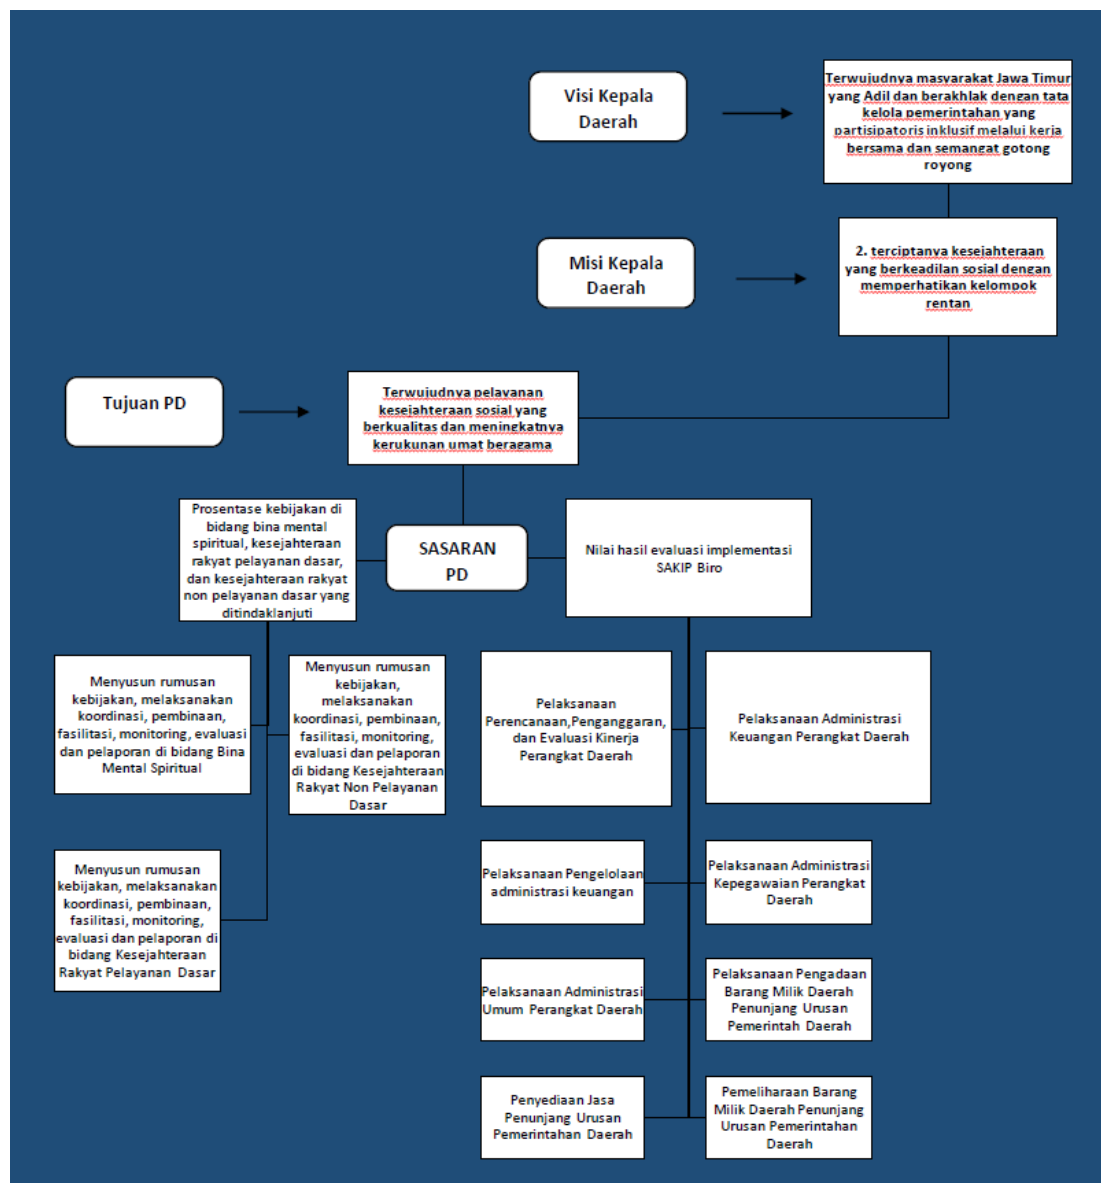 Visi Kepala
Daerah
Terwujudnya masyarakat Jawa Timur
yang Adil dan berakhlak dengan tata
kelola pemerintahan yang
partisipatoris inklusif melalui kerja
bersama dan semangat gotong
royong
Misi Kepala
Daerah
2. terciptanya kesejahteraan
yang berkeadilan sosial dengan
memperhatikan kelompok
rentan
Tujuan PD
Terwujudnya pelayanan
kesejahteraan sosial yang
berkualitas dan meningkatnya
kerukunan umat beragama
Prosentase kebijakan di
bidang bina mental
spiritual, kesejahteraan
rakyat pelayanan dasar,
dan kesejahteraan rakyat
non pelayanan dasar yang
ditindaklanjuti
SASARAN
PD
Nilai hasil evaluasi implementasi
SAKIP Biro
Menyusun rumusan
kebijakan, melaksanakan
koordinasi, pembinaan,
fasilitasi, monitoring, evaluasi
dan pelaporan di bidang Bina
Mental Spiritual
Menyusun rumusan
kebijakan,
melaksanakan
koordinasi, pembinaan,
fasilitasi, monitoring,
evaluasi dan pelaporan
di bidang Kesejahteraan
Rakyat Non Pelayanan
Dasar
Pelaksanaan
Perencanaan,Penganggaran,
dan Evaluasi Kinerja
Perangkat Daerah
Pelaksanaan Administrasi
Keuangan Perangkat Daerah
Menyusun rumusan
kebijakan, melaksanakan
koordinasi, pembinaan,
fasilitasi, monitoring,
evaluasi dan pelaporan di
bidang Kesejahteraan
Rakyat Pelayanan Dasar
Pelaksanaan Pengelolaan
administrasi keuangan
Pelaksanaan Administrasi
Kepegawaian Perangkat
Daerah
Pelaksanaan Administrasi
Umum Perangkat Daerah
Pelaksanaan Pengadaan
Barang Milik Daerah
Penunjang Urusan
Pemerintah Daerah
Penyediaan Jasa
Penunjang Urusan
Pemerintahan Daerah
Pemeliharaan Barang
Milik Daerah Penunjang
Urusan Pemerintahan
Daerah